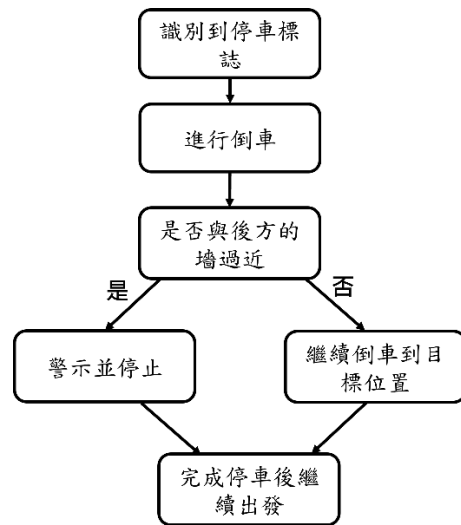 識別到停車標
誌
進行倒車
是否與後方的
墻過近
是
否
警示並停止
繼續倒車到目
標位置
完成停車後繼
續出發